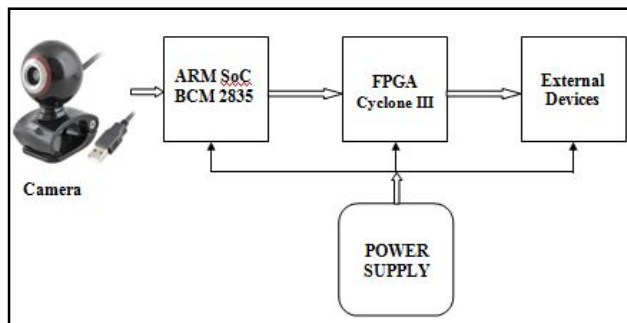 ARM SoC
BCM 2835
FPGA
Cyclone III
External
Devices
Camera
POWER
SUPPLY